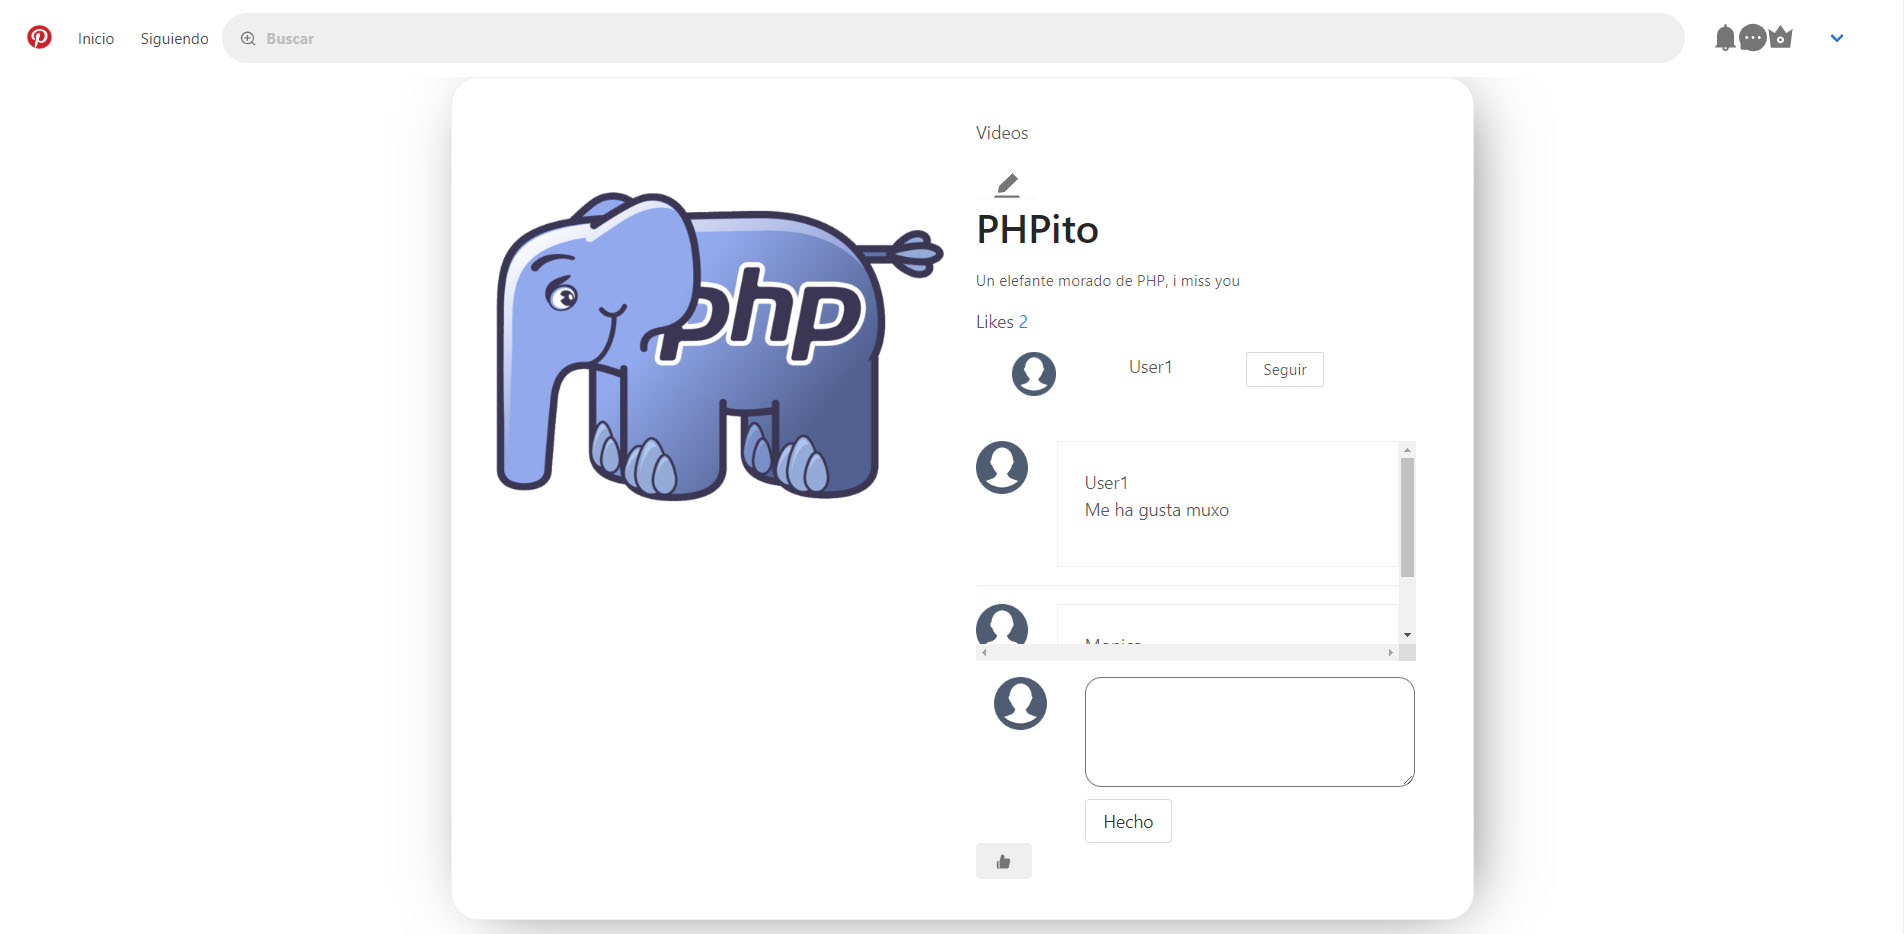 Inicio
Siguiendo
Buscar
Videos
PHPito
Un elefante morado de PHP, i miss you
Likes 2
php
User1
Seguir
User1
Me ha gusta muxo
Hecho